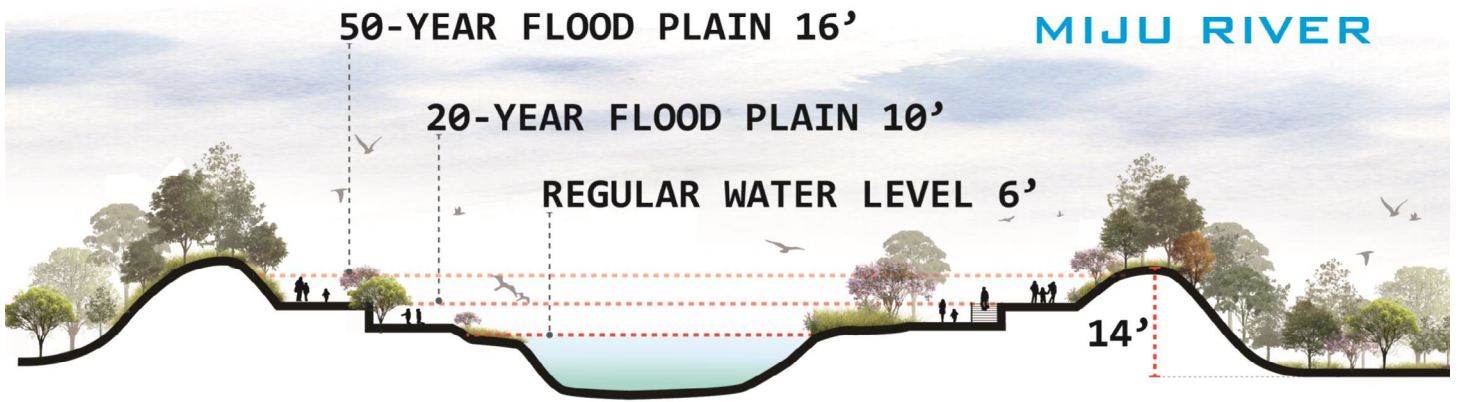 50-YEAR FLOOD PLAIN 16’
MIJU RIVER
20-YEAR FLOOD PLAIN 10’
REGULAR WATER LEVEL 6’
14’